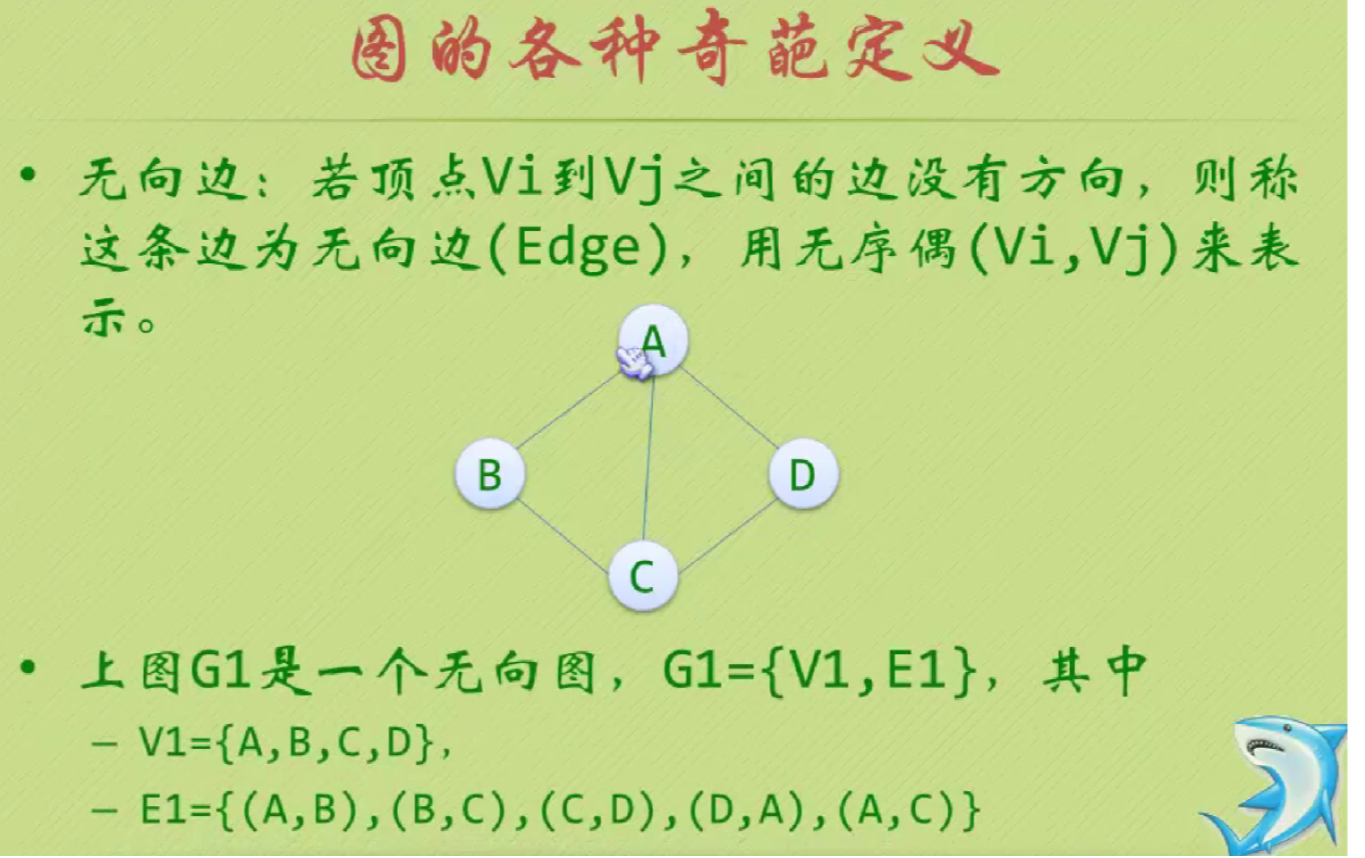 图的各种奇葩定义
• 无向边：若顶点Vi到Vj之间的边没有方向，则称
这条边为无向边(Edge)，用无序偶(Vi,Vj)来表
示。
A
B
D
C
• 上图G1是一个无向图，G1={V1,E1}，其中
– V1={A,B,C,D}，
– E1={(A,B),(B,C),(C,D),(D,A),(A,C)}